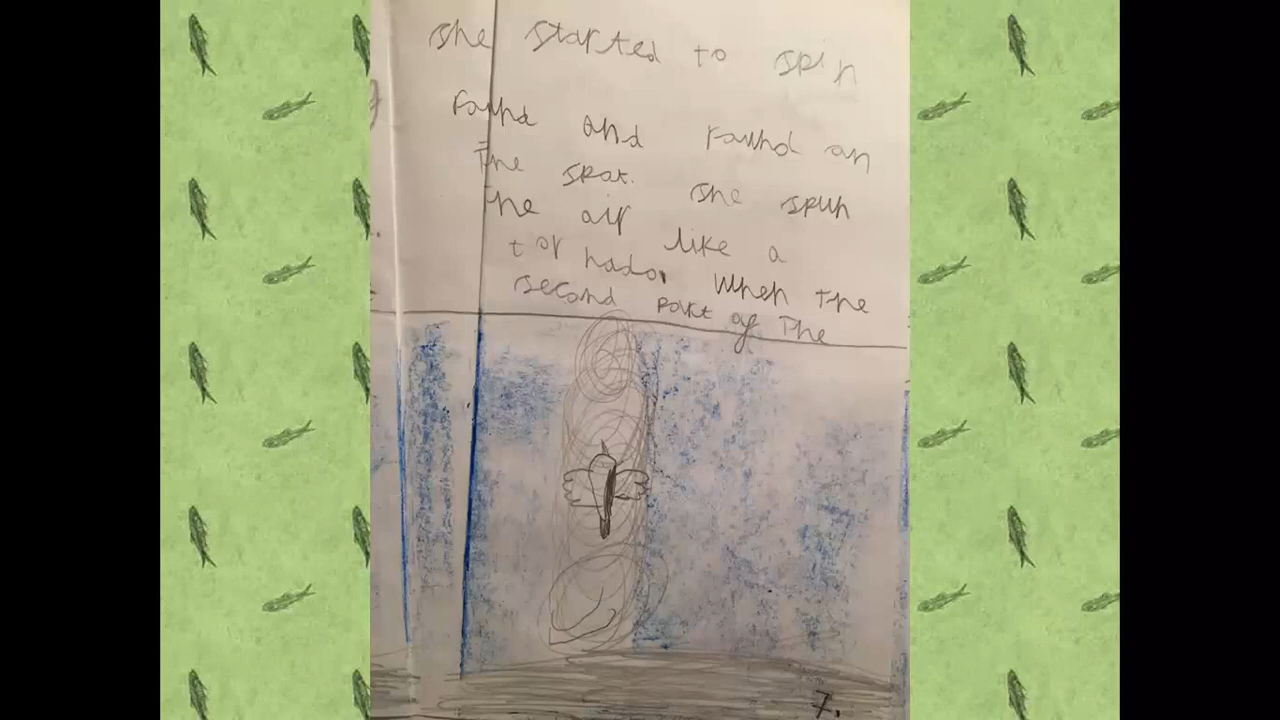 she started to spin
round and round on
the spot. She spun
the air like a
tornado. When the
second part of the
7.